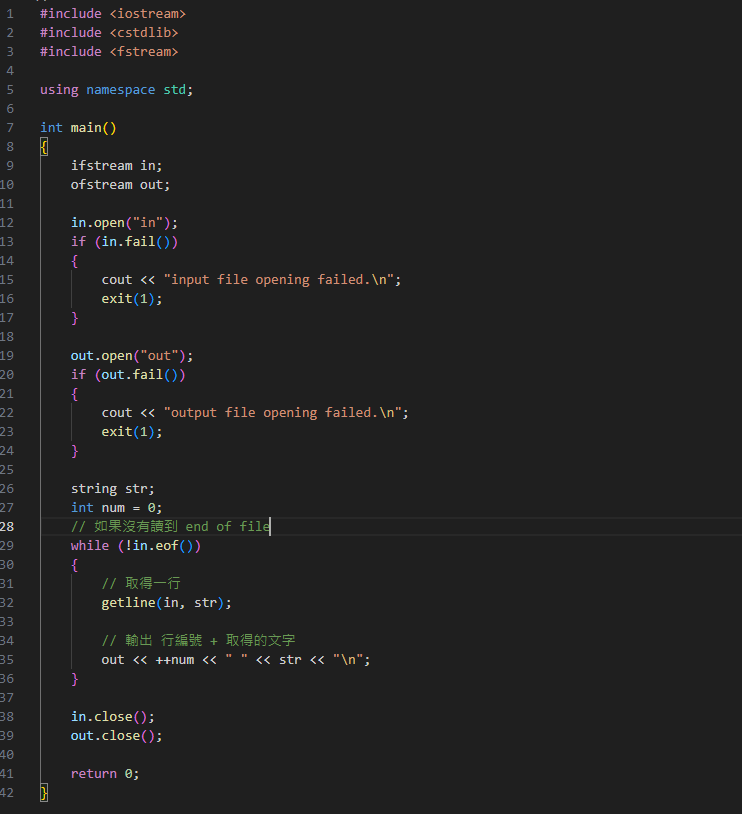 1 #include <iostream>
2 #include <cstdlib>
3 #include <fstream>
4
5 using namespace std;
6
7 int main()
8 {
9     ifstream in;
10     ofstream out;
11
12     in.open("in");
13     if (in.fail())
14     {
15         cout << "input file opening failed.\n";
16         exit(1);
17     }
18
19     out.open("out");
20     if (out.fail())
21     {
22         cout << "output file opening failed.\n";
23         exit(1);
24     }
25
26     string str;
27     int num = 0;
28     // 如果沒有讀到 end of file
29     while (!in.eof())
30     {
31         // 取得一行
32         getline(in, str);
33
34         // 輸出 行編號 + 取得的文字
35         out << ++num << " " << str << "\n";
36     }
37
38     in.close();
39     out.close();
40
41     return 0;
42 }